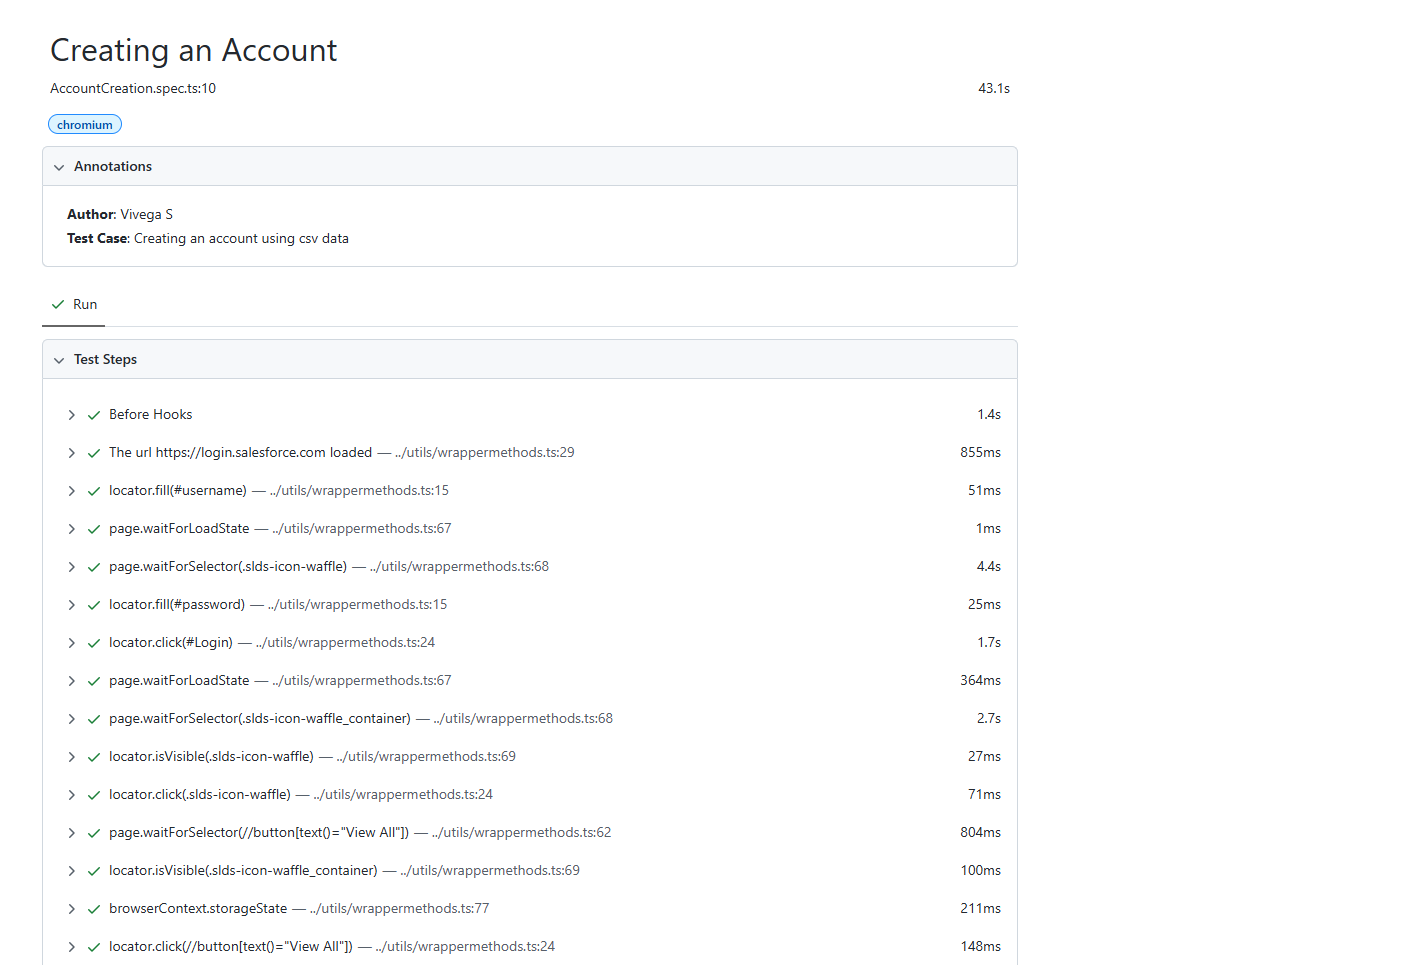 Creating an Account
AccountCreation.spec.ts:10 43.1s
chromium
Annotations
Author: Vivega S
Test Case: Creating an account using csv data
Run
Test Steps
Before Hooks 1.4s
The url https://login.salesforce.com loaded — ../utils/wrappermethods.ts:29 855ms
locator.fill(#username) — ../utils/wrappermethods.ts:15 51ms
page.waitForLoadState — ../utils/wrappermethods.ts:67 1ms
page.waitForSelector(.slds-icon-waffle) — ../utils/wrappermethods.ts:68 4.4s
locator.fill(#password) — ../utils/wrappermethods.ts:15 25ms
locator.click(#Login) — ../utils/wrappermethods.ts:24 1.7s
page.waitForLoadState — ../utils/wrappermethods.ts:67 364ms
page.waitForSelector(.slds-icon-waffle_container) — ../utils/wrappermethods.ts:68 2.7s
locator.isVisible(.slds-icon-waffle) — ../utils/wrappermethods.ts:69 27ms
locator.click(.slds-icon-waffle) — ../utils/wrappermethods.ts:24 71ms
page.waitForSelector(//button[text()="View All"]) — ../utils/wrappermethods.ts:62 804ms
locator.isVisible(.slds-icon-waffle_container) — ../utils/wrappermethods.ts:69 100ms
browserContext.storageState — ../utils/wrappermethods.ts:77 211ms
locator.click(//button[text()="View All"]) — ../utils/wrappermethods.ts:24 148ms